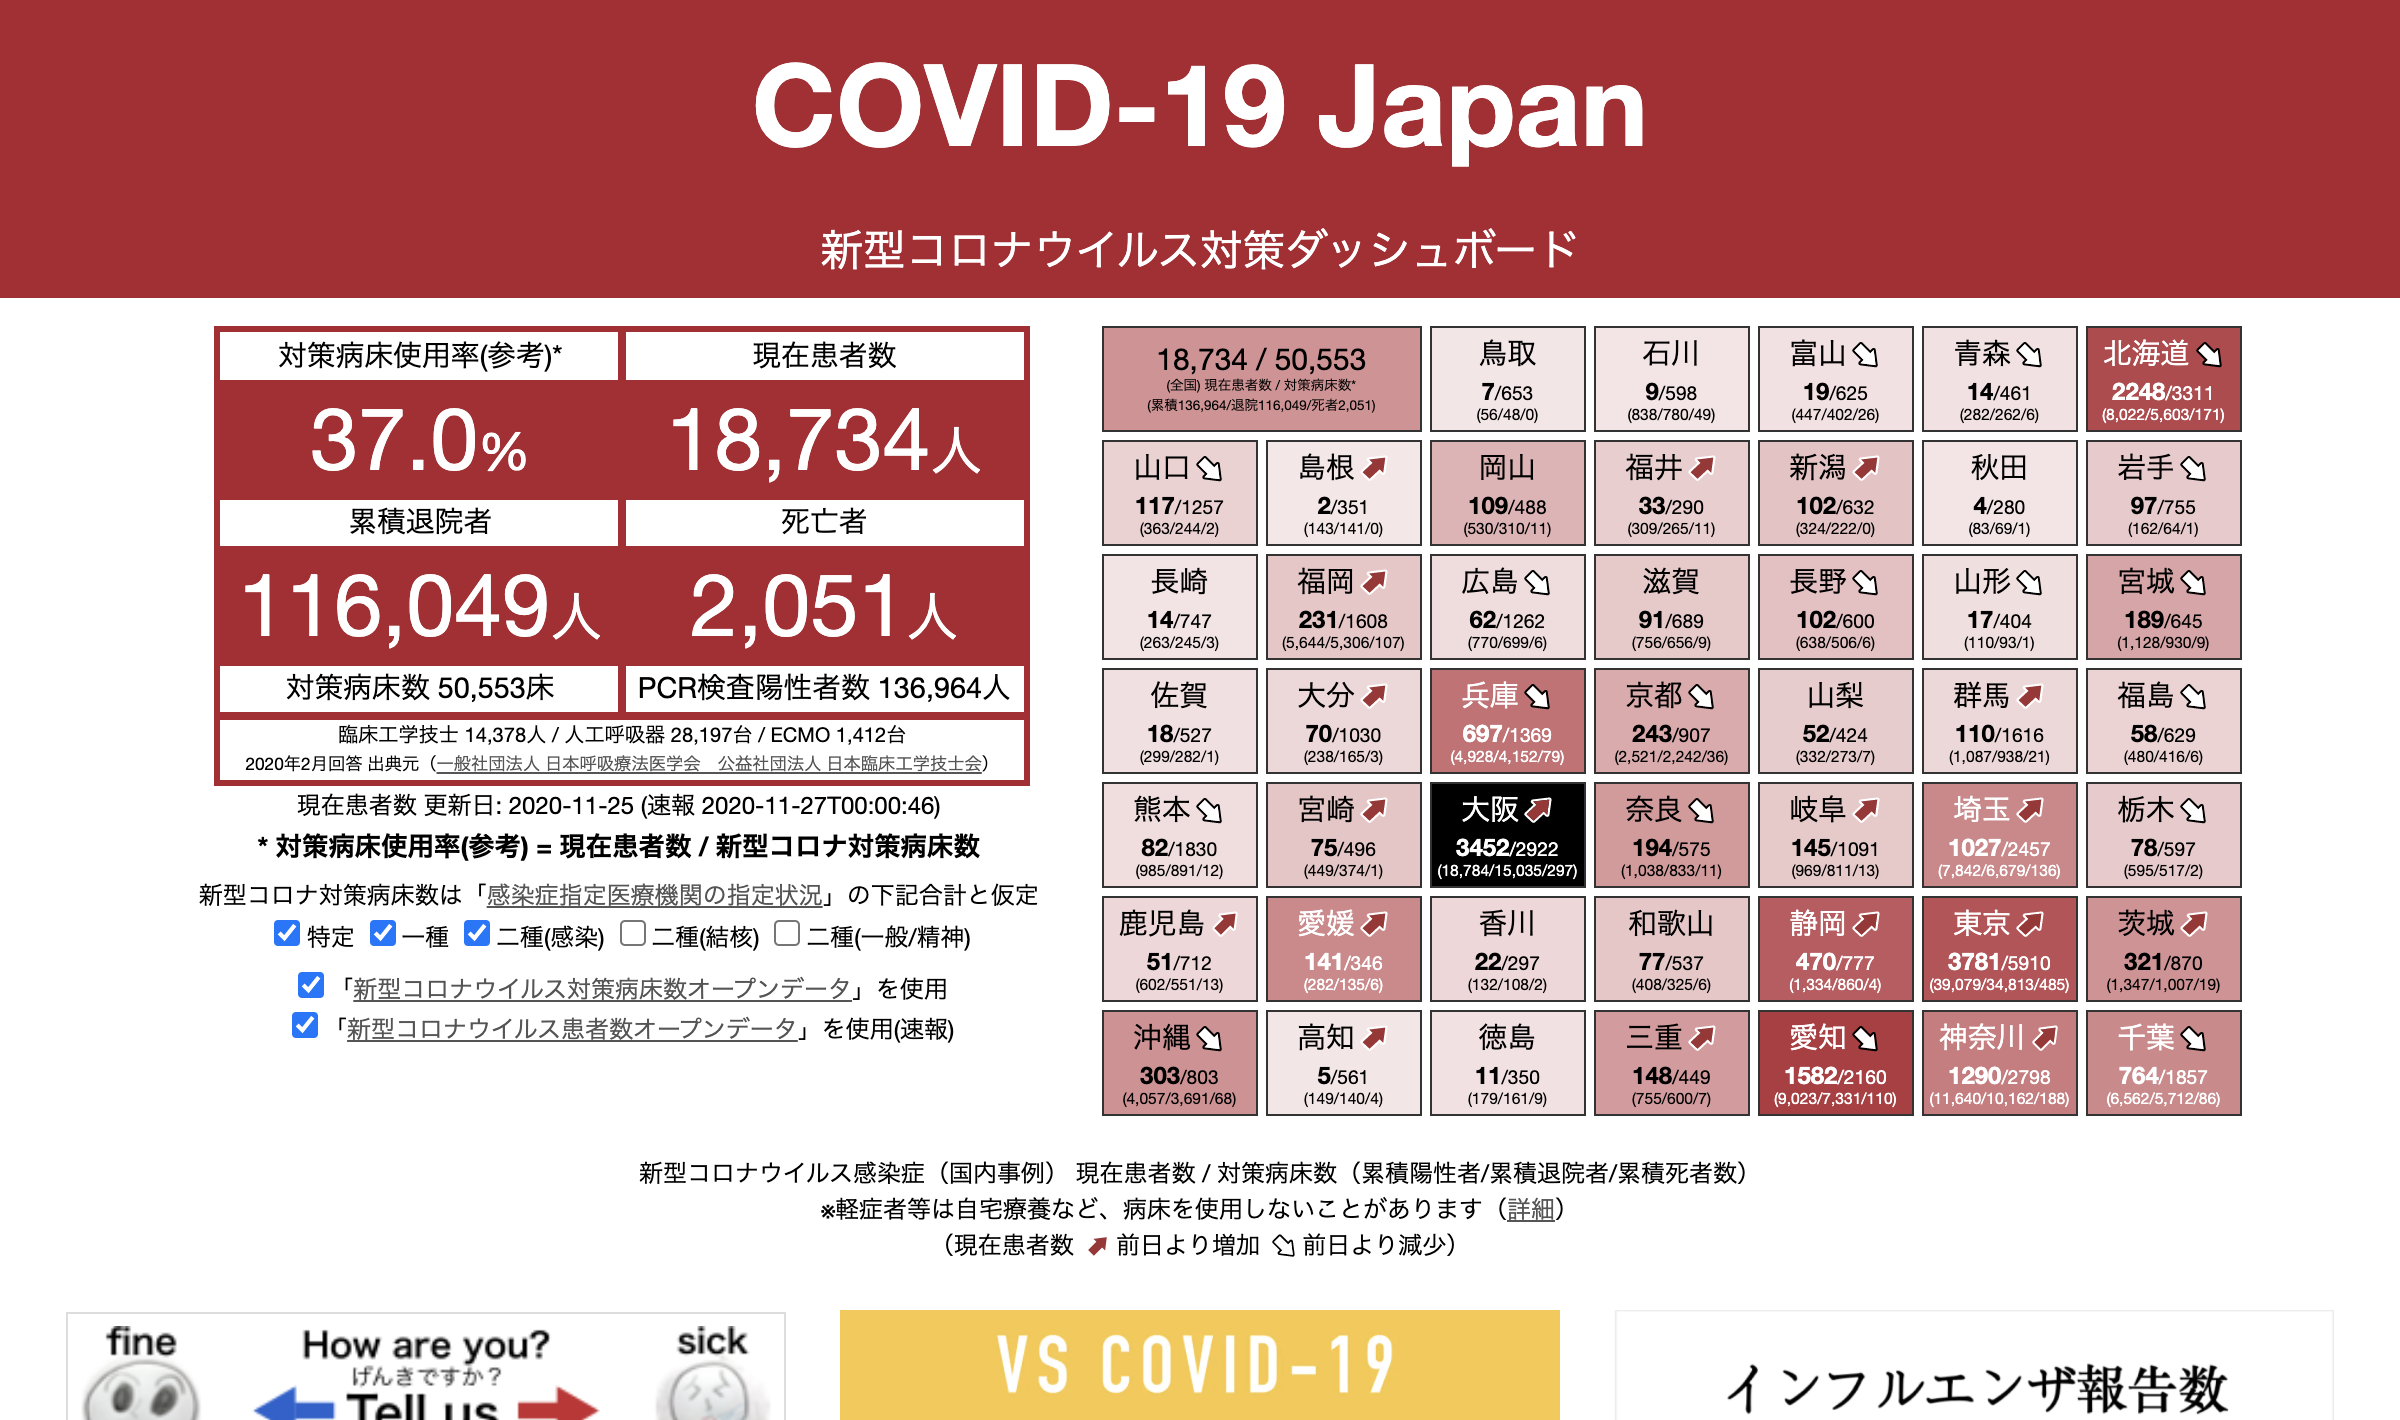 COVID-19 Japan
新型コロナウイルス対策ダッシュボード
対策病床使用率(参考)*
現在患者数
37.0%
18,734人
累積退院者
死亡者
116,049人
2,051人
対策病床数 50,553床
PCR検査陽性者数 136,964人
臨床工学技士 14,378人 / 人工呼吸器 28,197台 / ECMO 1,412台
2020年2月回答 出典元（一般社団法人 日本呼吸療法医学会　公益社団法人 日本臨床工学技士会）
現在患者数 更新日: 2020-11-25 (速報 2020-11-27T00:00:46)
* 対策病床使用率(参考) = 現在患者数 / 新型コロナ対策病床数
新型コロナ対策病床数は「感染症指定医療機関の指定状況」の下記合計と仮定
特定 一種 二種(感染) 二種(結核) 二種(一般/精神)
「新型コロナウイルス対策病床数オープンデータ」を使用
「新型コロナウイルス患者数オープンデータ」を使用(速報)
18,734 / 50,553
(全国) 現在患者数 / 対策病床数*
(累積136,964/退院116,049/死者2,051)
鳥取
7/653
(56/48/0)
石川
9/598
(838/780/49)
富山
19/625
(447/402/26)
青森
14/461
(282/262/6)
北海道
2248/3311
(8,022/5,603/171)
山口
117/1257
(363/244/2)
島根
2/351
(143/141/0)
岡山
109/488
(530/310/11)
福井
33/290
(309/265/11)
新潟
102/632
(324/222/0)
秋田
4/280
(83/69/1)
岩手
97/755
(162/64/1)
長崎
14/747
(263/245/3)
福岡
231/1608
(5,644/5,306/107)
広島
62/1262
(770/699/6)
滋賀
91/689
(756/656/9)
長野
102/600
(638/506/6)
山形
17/404
(110/93/1)
宮城
189/645
(1,128/930/9)
佐賀
18/527
(299/282/1)
大分
70/1030
(238/165/3)
兵庫
697/1369
(4,928/4,152/79)
京都
243/907
(2,521/2,242/36)
山梨
52/424
(332/273/7)
群馬
110/1616
(1,087/938/21)
福島
58/629
(480/416/6)
熊本
82/1830
(985/891/12)
宮崎
75/496
(449/374/1)
大阪
3452/2922
(18,784/15,035/297)
奈良
194/575
(1,038/833/11)
岐阜
145/1091
(969/811/13)
埼玉
1027/2457
(7,842/6,679/136)
栃木
78/597
(595/517/2)
鹿児島
51/712
(602/551/13)
愛媛
141/346
(282/135/6)
香川
22/297
(132/108/2)
和歌山
77/537
(408/325/6)
静岡
470/777
(1,334/860/4)
東京
3781/5910
(39,079/34,813/485)
茨城
321/870
(1,347/1,007/19)
沖縄
303/803
(4,057/3,691/68)
高知
5/561
(149/140/4)
徳島
11/350
(179/161/9)
三重
148/449
(755/600/7)
愛知
1582/2160
(9,023/7,331/110)
神奈川
1290/2798
(11,640/10,162/188)
千葉
764/1857
(6,562/5,712/86)
新型コロナウイルス感染症（国内事例） 現在患者数 / 対策病床数（累積陽性者/累積退院者/累積死者数）
※軽症者等は自宅療養など、病床を使用しないことがあります（詳細）
（現在患者数 前日より増加 前日より減少）
fine
How are you?
sick
げんきですか？
Tell us
VS COVID-19
インフルエンザ報告数